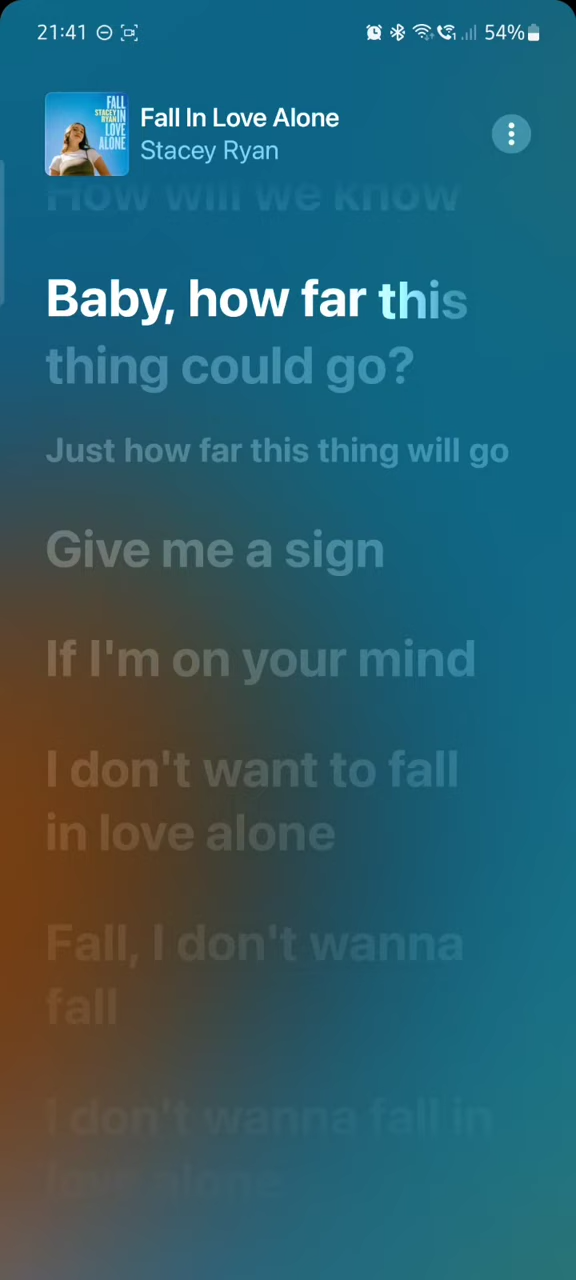 21:41
54%
FALL
STACEY IN
RYAN
LOVE
ALONE
Fall In Love Alone
Stacey Ryan
How will we know
Baby, how far this
thing could go?
Just how far this thing will go
Give me a sign
If I'm on your mind
I don't want to fall
in love alone
Fall, I don't wanna
fall
I don't wanna fall in
love alone